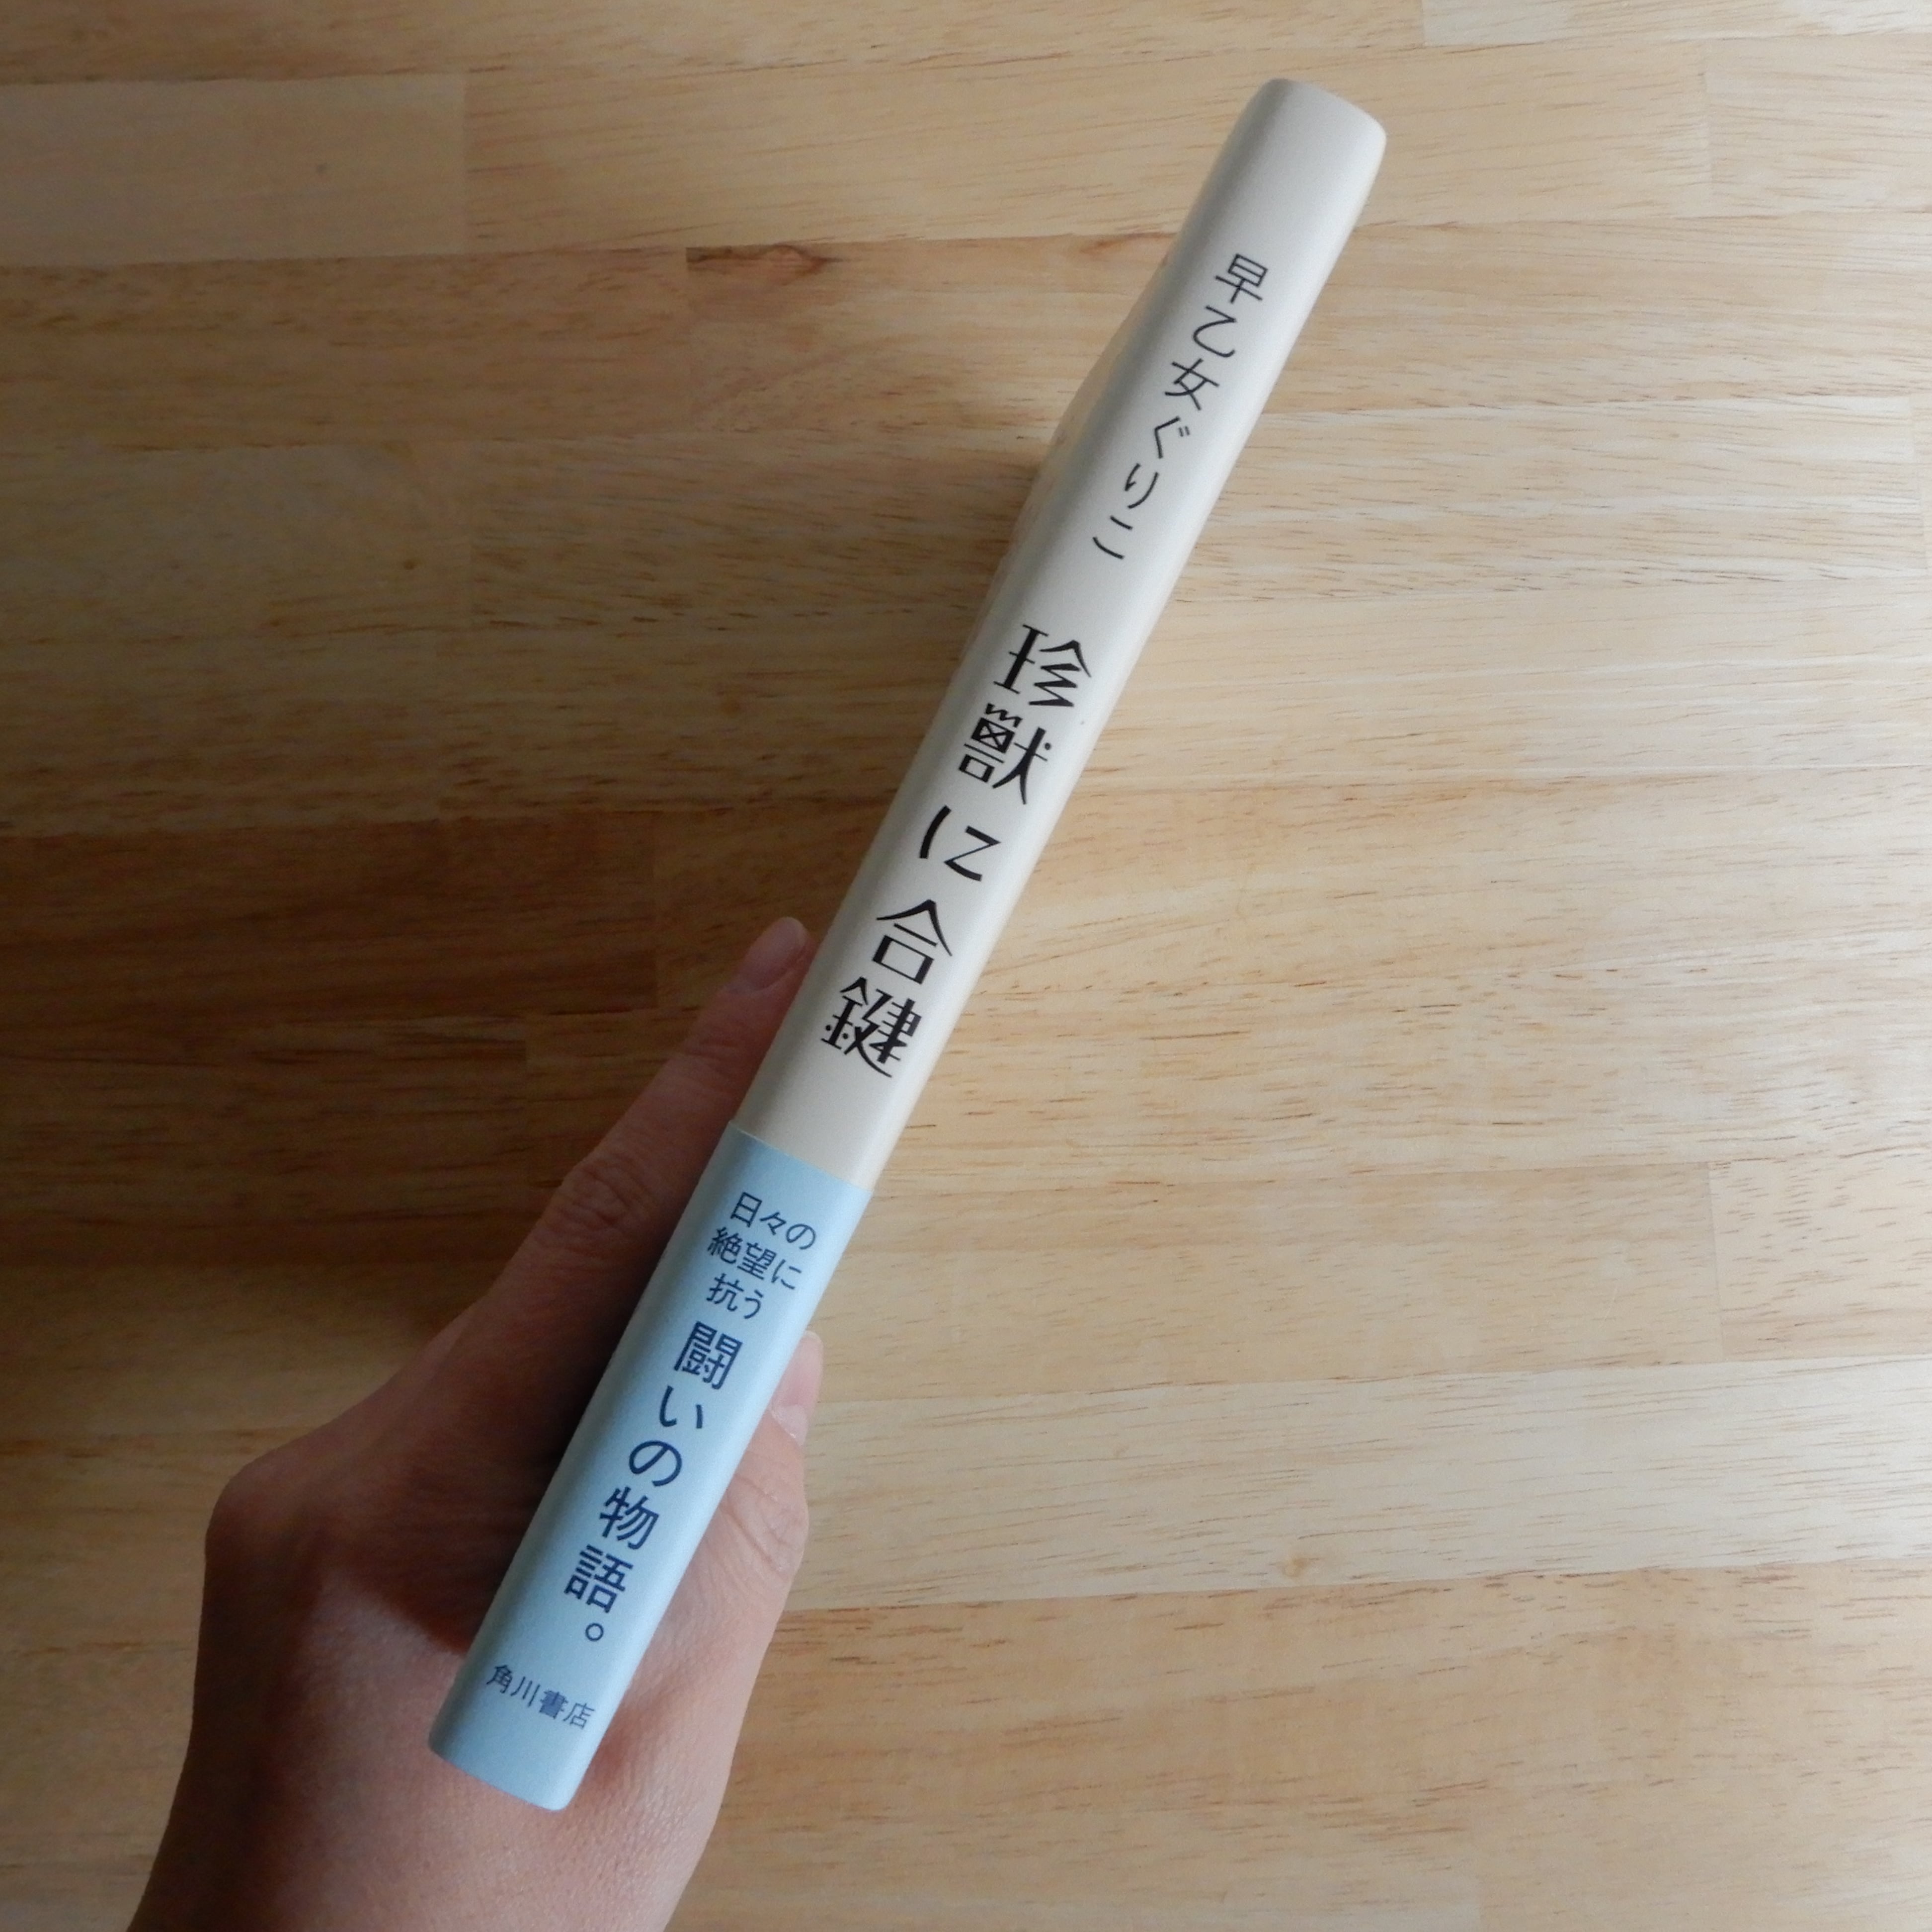 早乙女ぐりこ
珍獣に合鍵
日々の
絶望に
抗う
闘いの物語。
角川書店